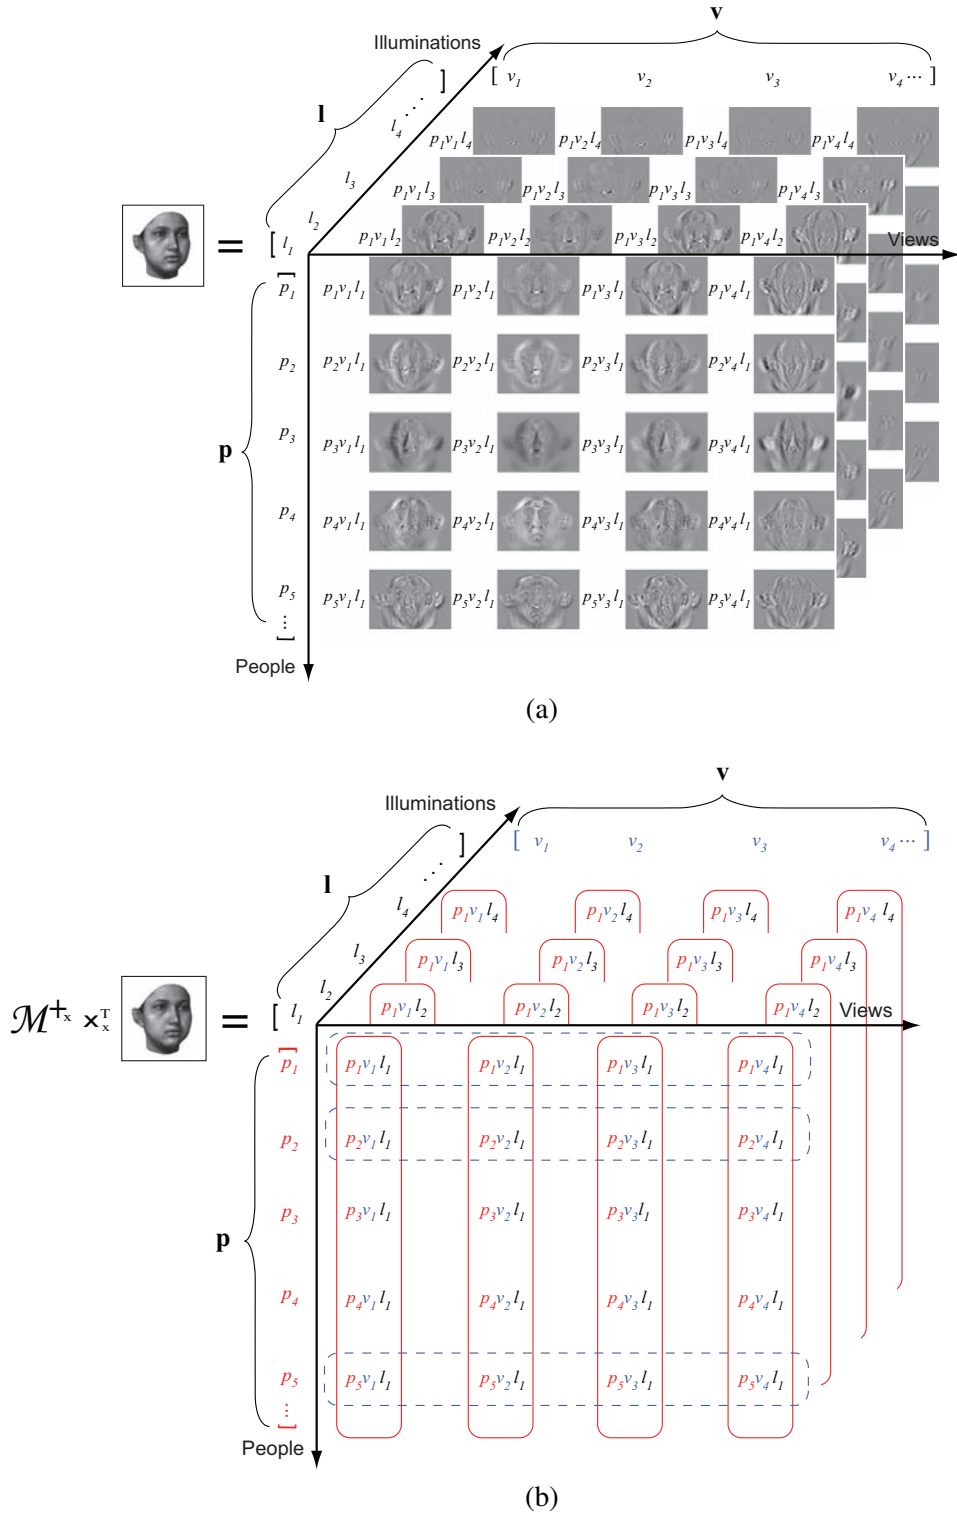 v
Illuminations
[ v1 v2 v3 v4 ... ]
l
[ l1 l2 l3 l4 ... ]
p1v1l4 p1v2l4 p1v3l4 p1v4l4
p1v1l3 p1v2l3 p1v3l3 p1v4l3
p1v1l2 p1v2l2 p1v3l2 p1v4l2
=
Views
p1 p1v1l1 p1v2l1 p1v3l1 p1v4l1
p2 p2v1l1 p2v2l1 p2v3l1 p2v4l1
p3 p3v1l1 p3v2l1 p3v3l1 p3v4l1
p
p4 p4v1l1 p4v2l1 p4v3l1 p4v4l1
p5 p5v1l1 p5v2l1 p5v3l1 p5v4l1
... ]
People
(a)
v
Illuminations
[ v1 v2 v3 v4 ... ]
l
[ l1 l2 l3 l4 ... ]
p1v1l4 p1v2l4 p1v3l4 p1v4l4
p1v1l3 p1v2l3 p1v3l3 p1v4l3
p1v1l2 p1v2l2 p1v3l2 p1v4l2
M+x ×Tx =
Views
p1 p1v1l1 p1v2l1 p1v3l1 p1v4l1
p2 p2v1l1 p2v2l1 p2v3l1 p2v4l1
p3 p3v1l1 p3v2l1 p3v3l1 p3v4l1
p
p4 p4v1l1 p4v2l1 p4v3l1 p4v4l1
p5 p5v1l1 p5v2l1 p5v3l1 p5v4l1
... ]
People
(b)